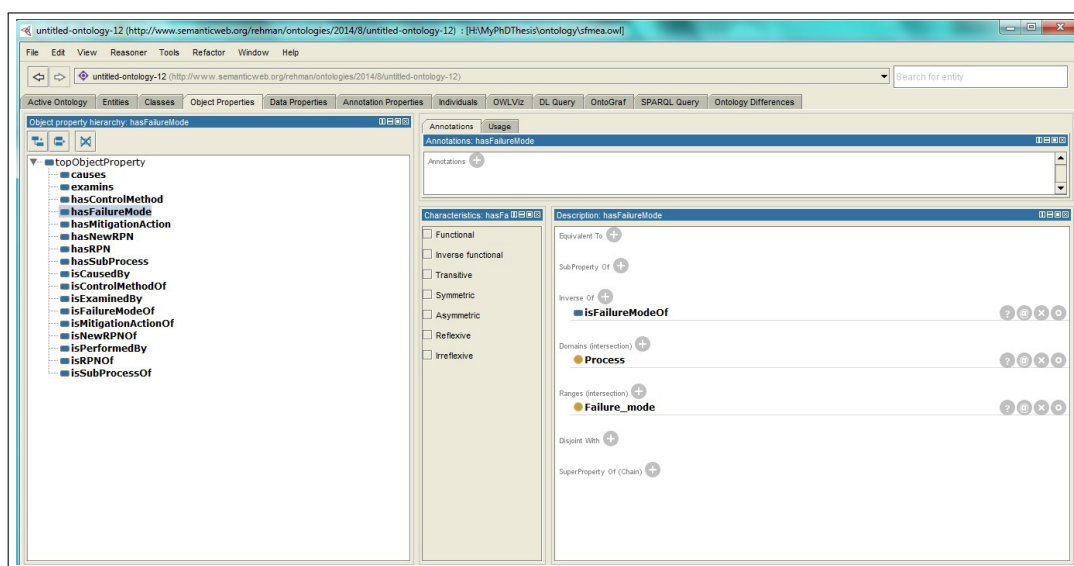 untitled-ontology-12 (http://www.semanticweb.org/rehman/ontologies/2014/8/untitled-ontology-12) : [H:\MyPhDThesis\ontology\sfmea.owl]
File Edit View Reasoner Tools Refactor Window Help
untitled-ontology-12 (http://www.semanticweb.org/rehman/ontologies/2014/8/untitled-ontology-12)
Search for entity
Active Ontology Entities Classes Object Properties Data Properties Annotation Properties Individuals OWLViz DL Query OntoGraf SPARQL Query Ontology Differences
Object property hierarchy: hasFailureMode
topObjectProperty
causes
examins
hasControlMethod
hasFailureMode
hasMitigationAction
hasNewRPN
hasRPN
hasSubProcess
isCausedBy
isControlMethodOf
isExaminedBy
isFailureModeOf
isMitigationActionOf
isNewRPNOf
isPerformedBy
isRPNOf
isSubProcessOf
Annotations Usage
Annotations: hasFailureMode
Annotations
Characteristics: hasFa
Functional
Inverse functional
Transitive
Symmetric
Asymmetric
Reflexive
Irreflexive
Description: hasFailureMode
Equivalent To
SubProperty Of
Inverse Of
isFailureModeOf
Domains (intersection)
Process
Ranges (intersection)
Failure_mode
Disjoint With
SuperProperty Of (Chain)